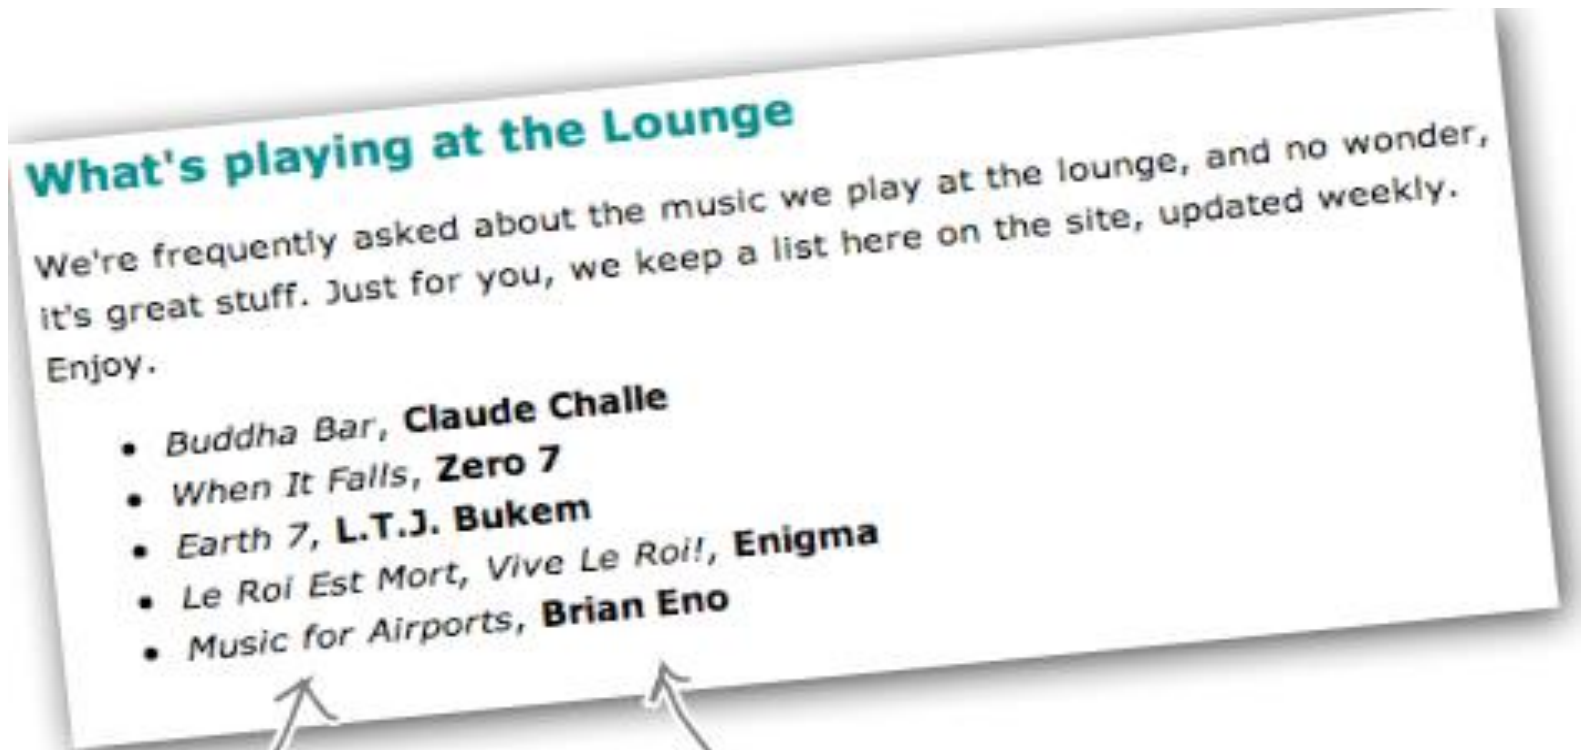 What's playing at the Lounge
We're frequently asked about the music we play at the lounge, and no wonder,
it's great stuff. Just for you, we keep a list here on the site, updated weekly.
Enjoy.
• Buddha Bar, Claude Challe
• When It Falls, Zero 7
• Earth 7, L.T.J. Bukem
• Le Roi Est Mort, Vive Le Roi!, Enigma
• Music for Airports, Brian Eno